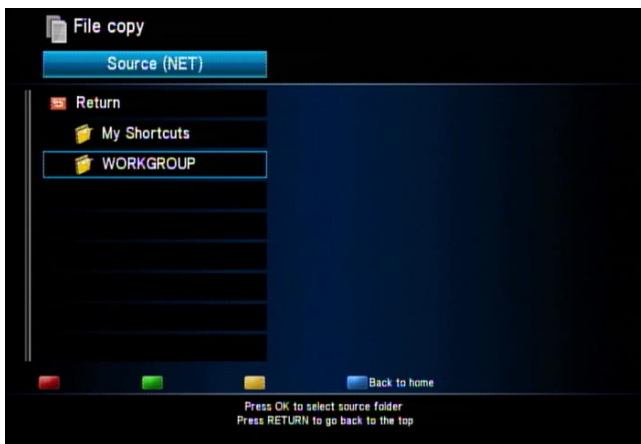 File copy
Source (NET)
Return
My Shortcuts
WORKGROUP
Back to home
Press OK to select source folder
Press RETURN to go back to the top